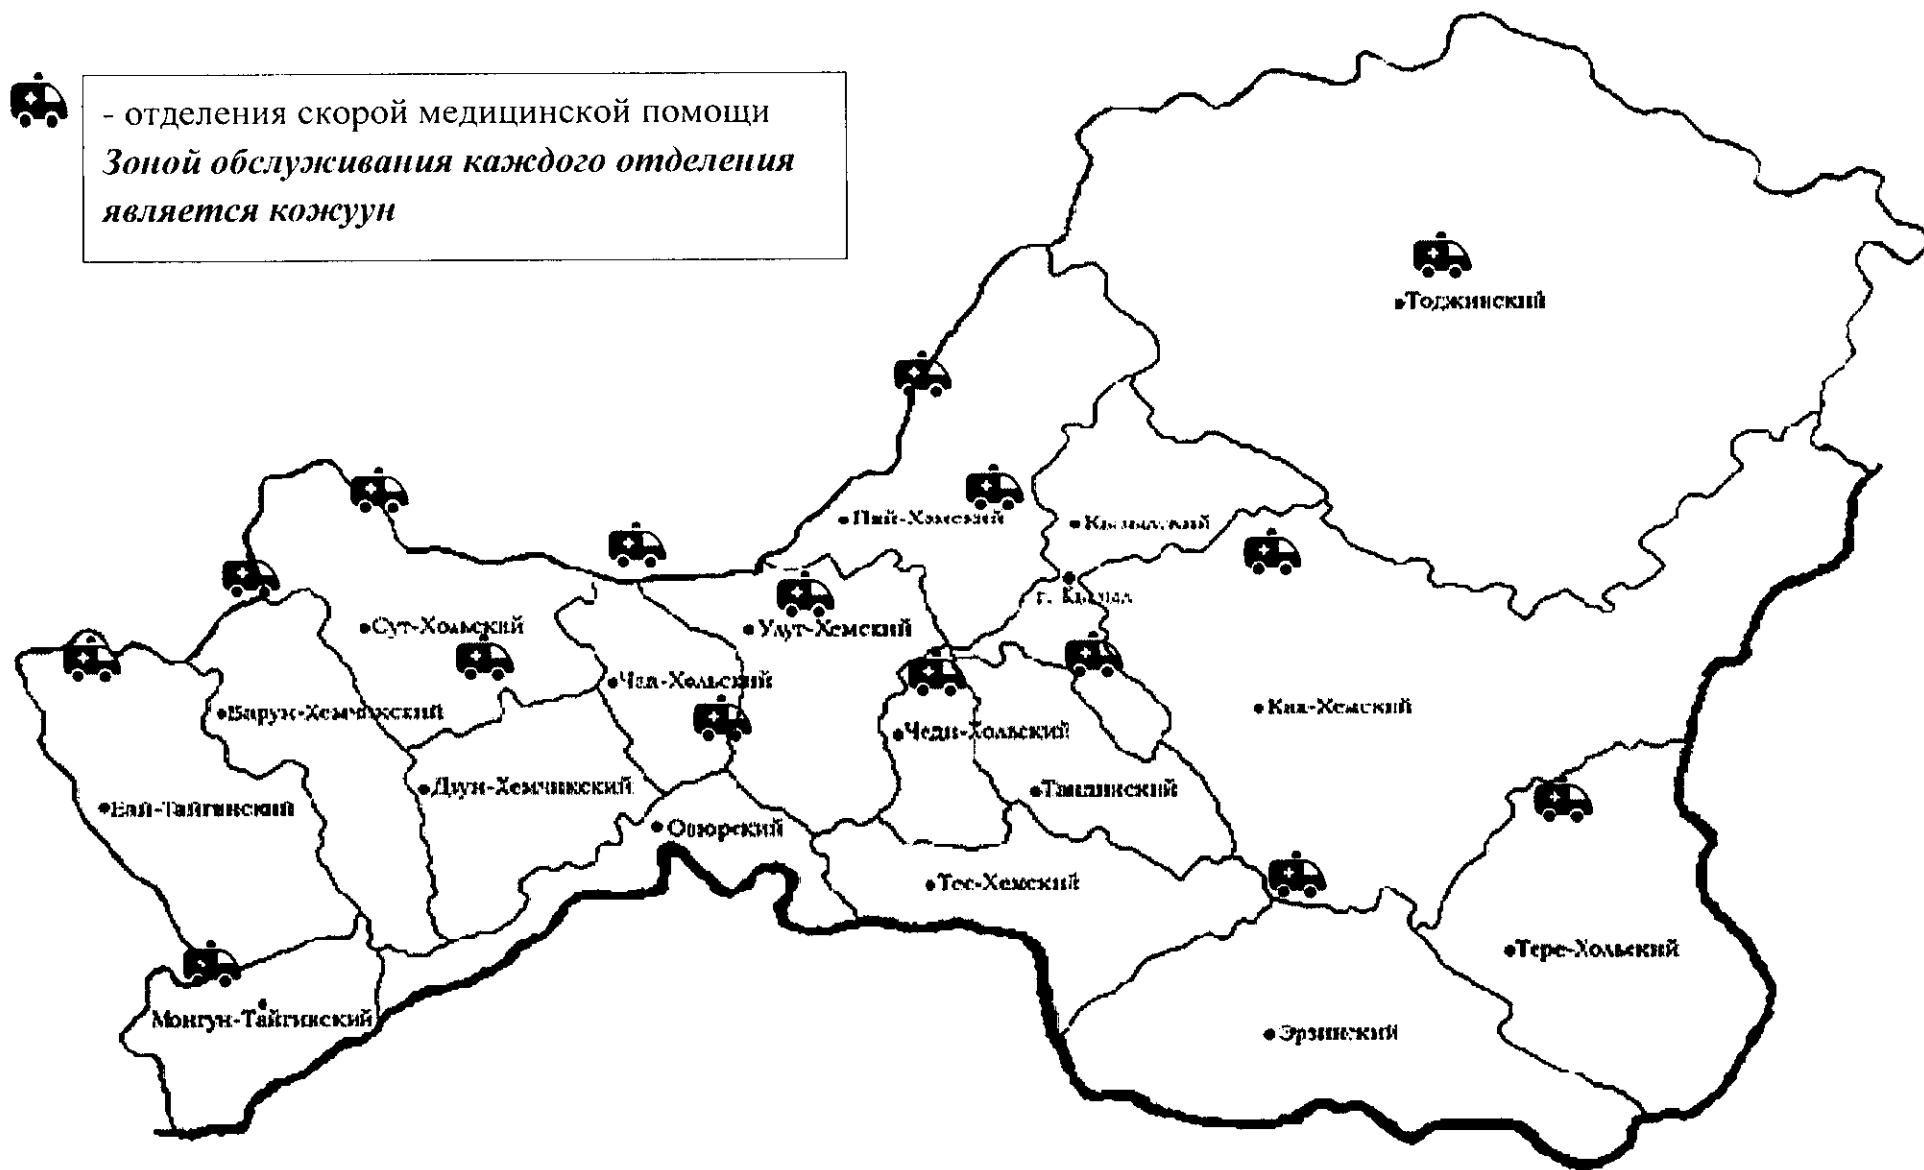 - отделения скорой медицинской помощи
Зоной обслуживания каждого отделения
является кожуун
Тоджинский
Пий-Хемский
Кызылский
г. Кызыл
Сут-Хольский
Улуг-Хемский
Чаа-Хольский
Барун-Хемчикский
Каа-Хемский
Чеди-Хольский
Дзун-Хемчикский
Тандинский
Бай-Тайгинский
Овюрский
Тес-Хемский
Тере-Хольский
Монгун-Тайгинский
Эрзинский